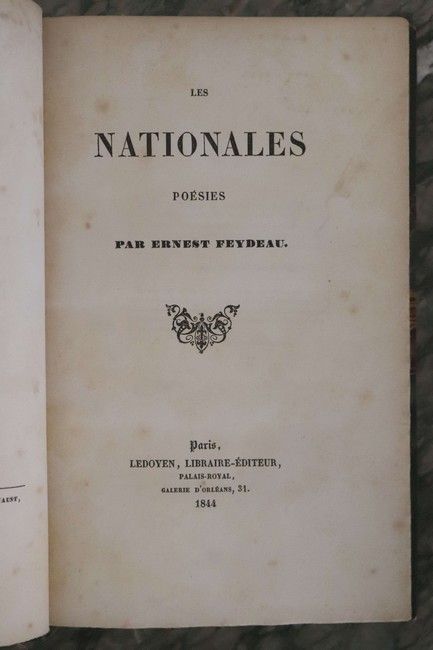 LES
NATIONALES
POÉSIES
PAR ERNEST FEYDEAU.
Paris,
LEDOYEN, LIBRAIRE-ÉDITEUR,
PALAIS-ROYAL,
GALERIE D'ORLÉANS, 31.
1844